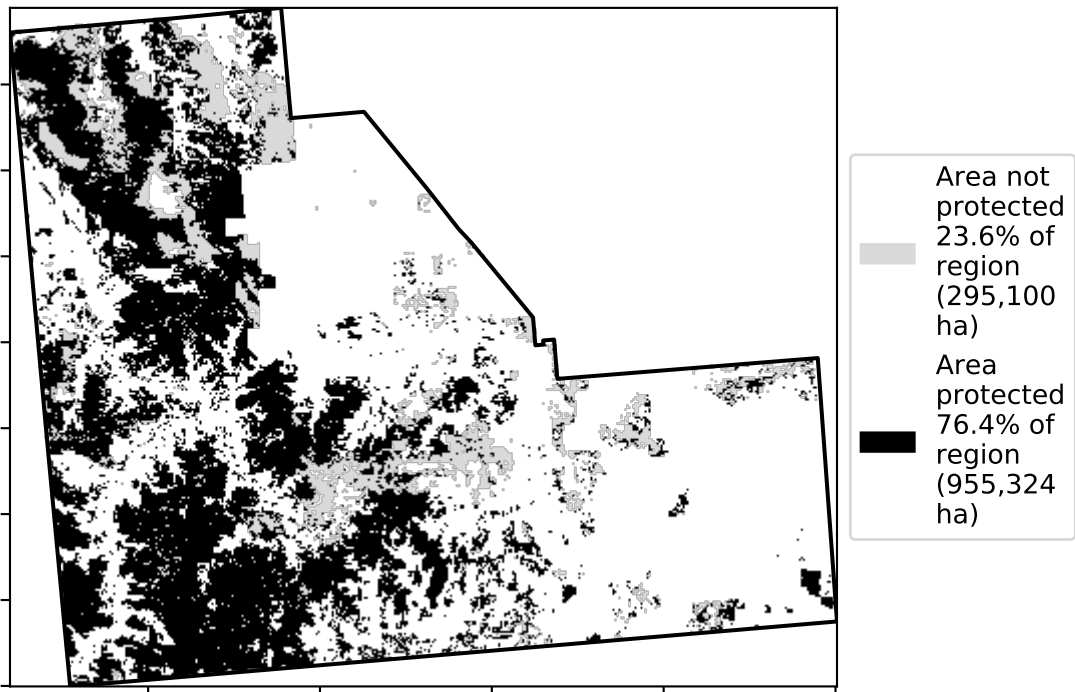 Area not
protected
23.6% of
region
(295,100
ha)
Area
protected
76.4% of
region
(955,324
ha)